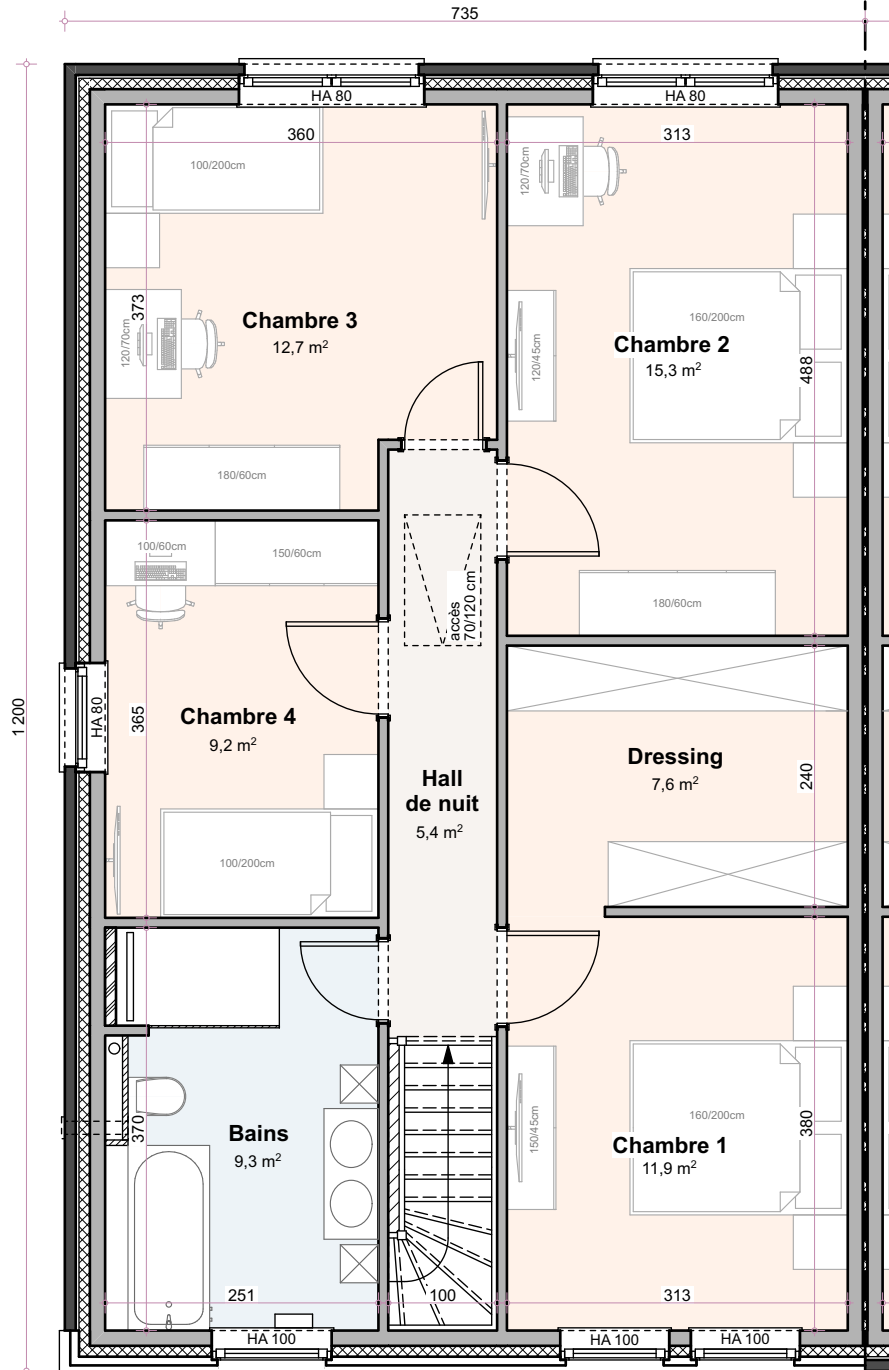 735
HA 80
HA 80
360
313
100/200cm
120/70cm
373
120/70cm
Chambre 3
12,7 m²
160/200cm
Chambre 2
15,3 m²
120/45cm
488
180/60cm
100/60cm
150/60cm
accès
70/120 cm
180/60cm
1 200
HA 80
365
Chambre 4
9,2 m²
Hall
de nuit
5,4 m²
Dressing
7,6 m²
240
100/200cm
370
Bains
9,3 m²
150/45cm
160/200cm
Chambre 1
11,9 m²
380
251
100
313
HA 100
HA 100
HA 100